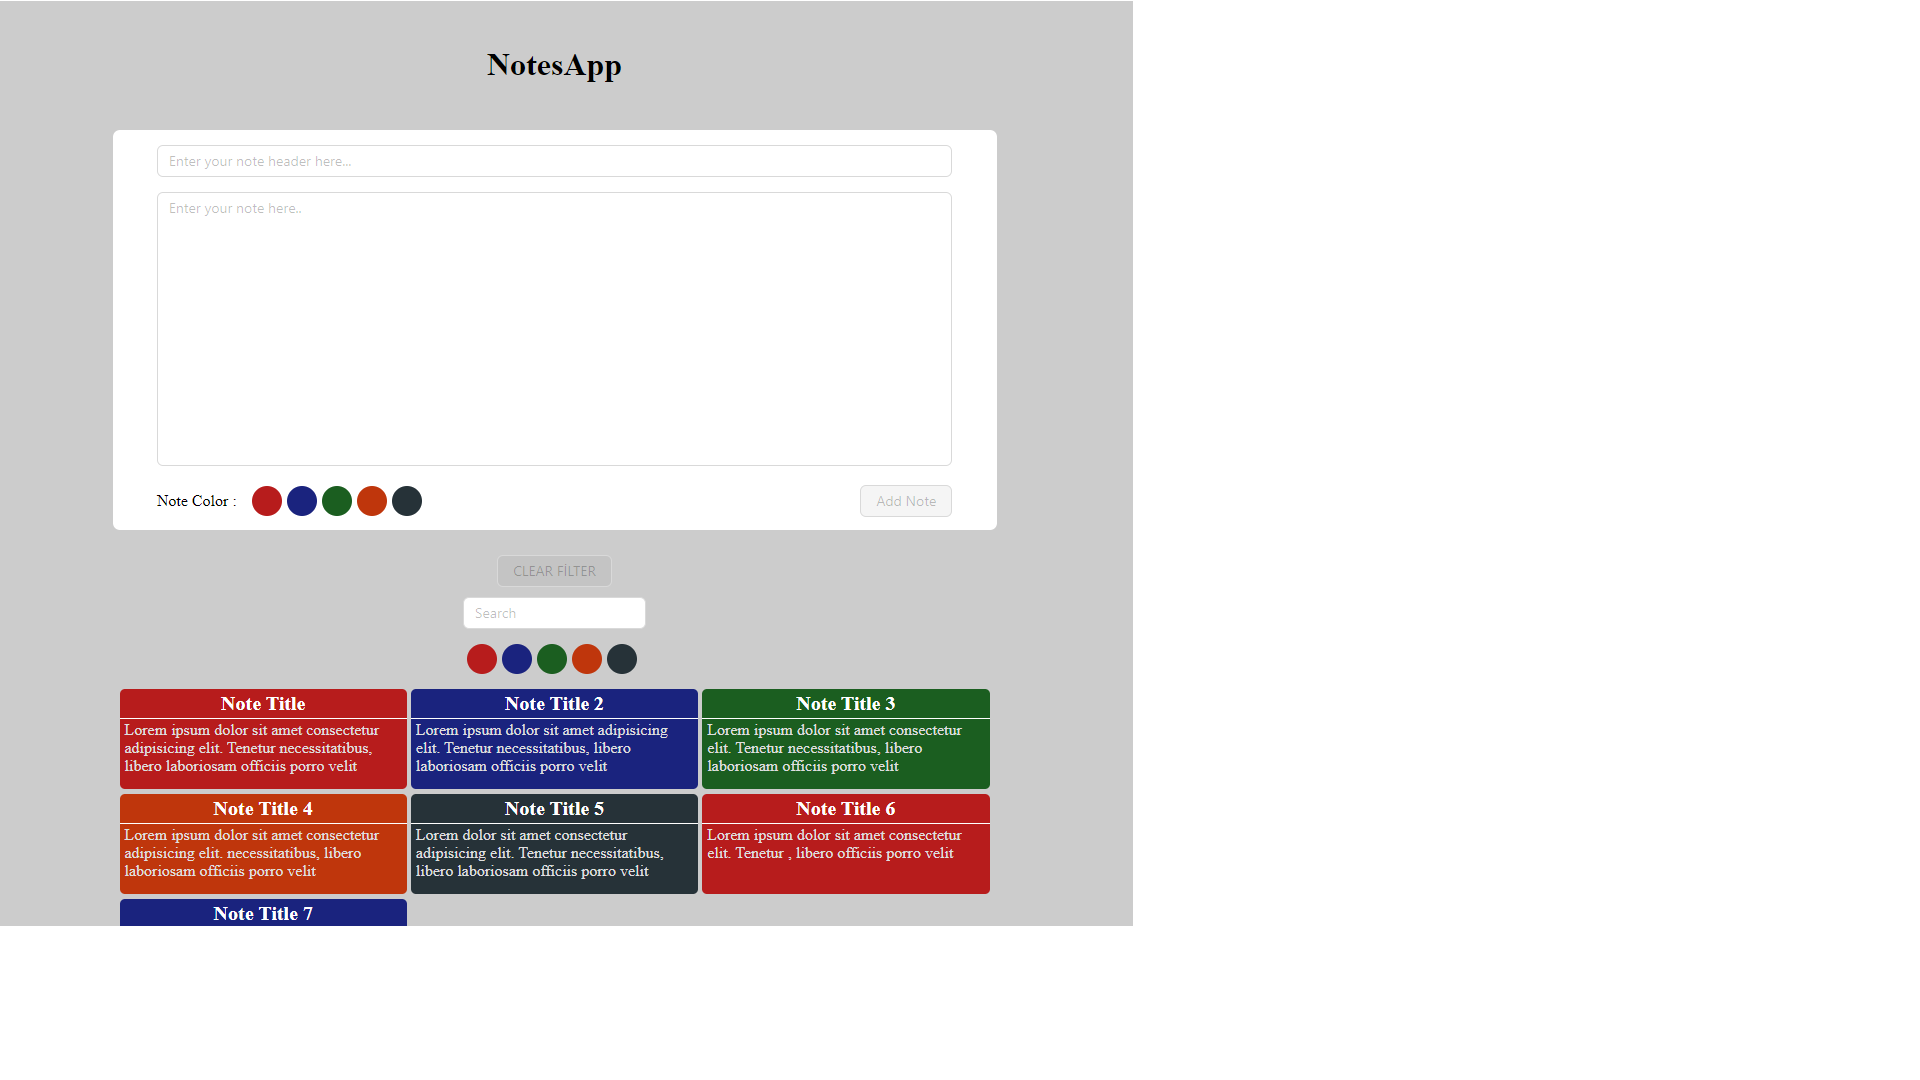 NotesApp
Enter your note header here...
Enter your note here..
Note Color :
Add Note
CLEAR FİLTER
Search
Note Title
Lorem ipsum dolor sit amet consectetur
adipisicing elit. Tenetur necessitatibus,
libero laboriosam officiis porro velit
Note Title 2
Lorem ipsum dolor sit amet adipisicing
elit. Tenetur necessitatibus, libero
laboriosam officiis porro velit
Note Title 3
Lorem ipsum dolor sit amet consectetur
elit. Tenetur necessitatibus, libero
laboriosam officiis porro velit
Note Title 4
Lorem ipsum dolor sit amet consectetur
adipisicing elit. necessitatibus, libero
laboriosam officiis porro velit
Note Title 5
Lorem dolor sit amet consectetur
adipisicing elit. Tenetur necessitatibus,
libero laboriosam officiis porro velit
Note Title 6
Lorem ipsum dolor sit amet consectetur
elit. Tenetur , libero officiis porro velit
Note Title 7